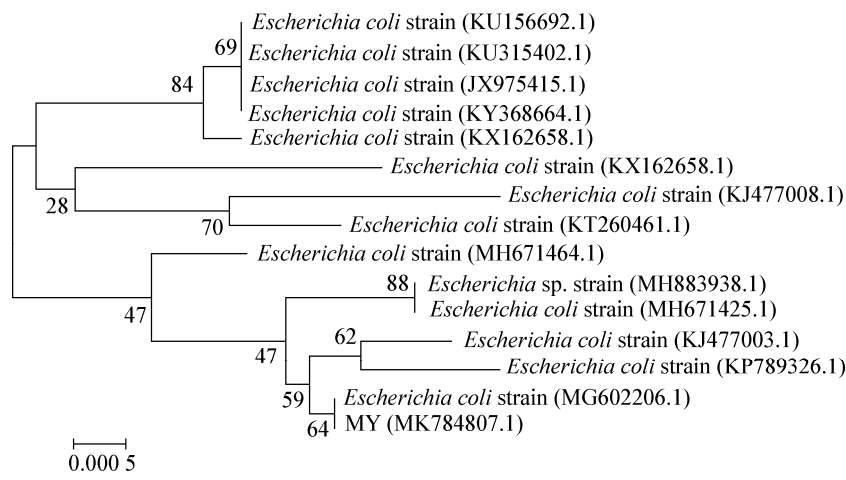 Escherichia coli strain (KU156692.1)
69
Escherichia coli strain (KU315402.1)
84
Escherichia coli strain (JX975415.1)
Escherichia coli strain (KY368664.1)
Escherichia coli strain (KX162658.1)
Escherichia coli strain (KX162658.1)
28
Escherichia coli strain (KJ477008.1)
70
Escherichia coli strain (KT260461.1)
Escherichia coli strain (MH671464.1)
47
88
Escherichia sp. strain (MH883938.1)
Escherichia coli strain (MH671425.1)
47
62
Escherichia coli strain (KJ477003.1)
Escherichia coli strain (KP789326.1)
59
Escherichia coli strain (MG602206.1)
64
MY (MK784807.1)
0.000 5